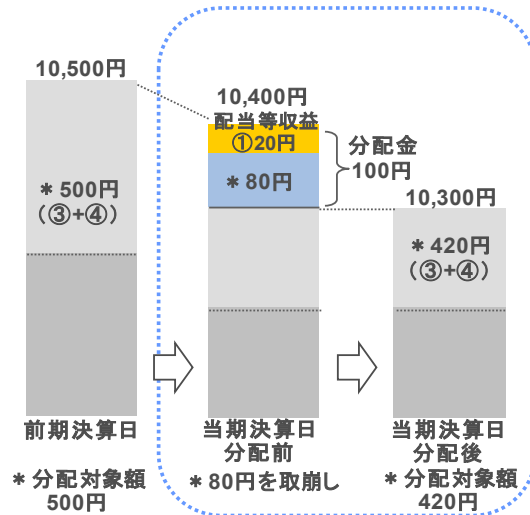 10,500円
＊500円
（③+④）
前期決算日
＊分配対象額
500円
10,400円
配当等収益
①20円
＊80円
分配金
100円
当期決算日
分配前
＊80円を取崩し
10,300円
＊420円
（③+④）
当期決算日
分配後
＊分配対象額
420円